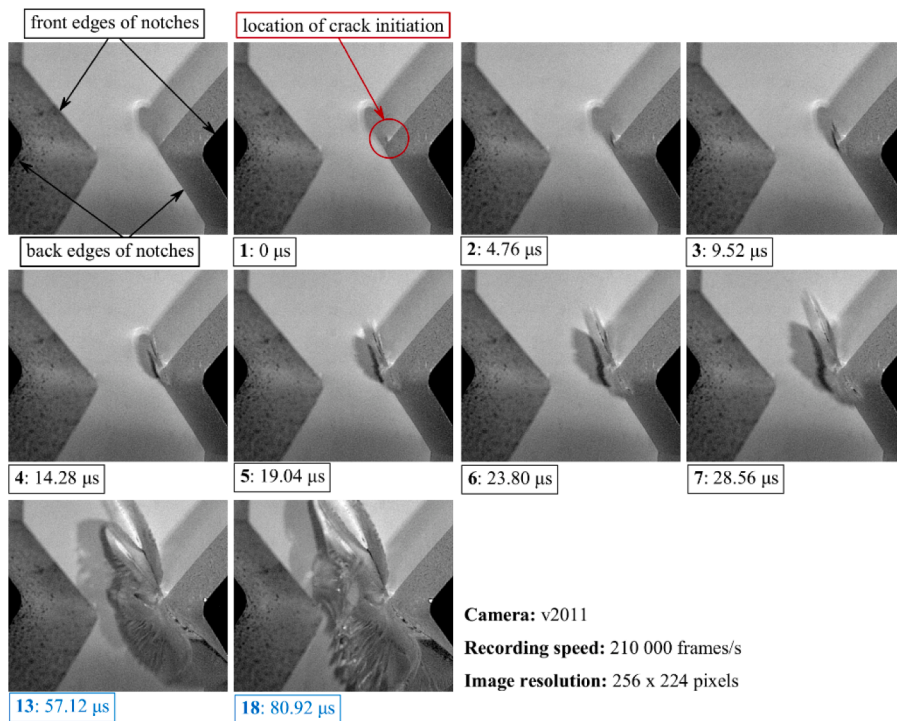 front edges of notches
location of crack initiation
back edges of notches
1: 0 µs
2: 4.76 µs
3: 9.52 µs
4: 14.28 µs
5: 19.04 µs
6: 23.80 µs
7: 28.56 µs
13: 57.12 µs
18: 80.92 µs
Camera: v2011
Recording speed: 210 000 frames/s
Image resolution: 256 x 224 pixels